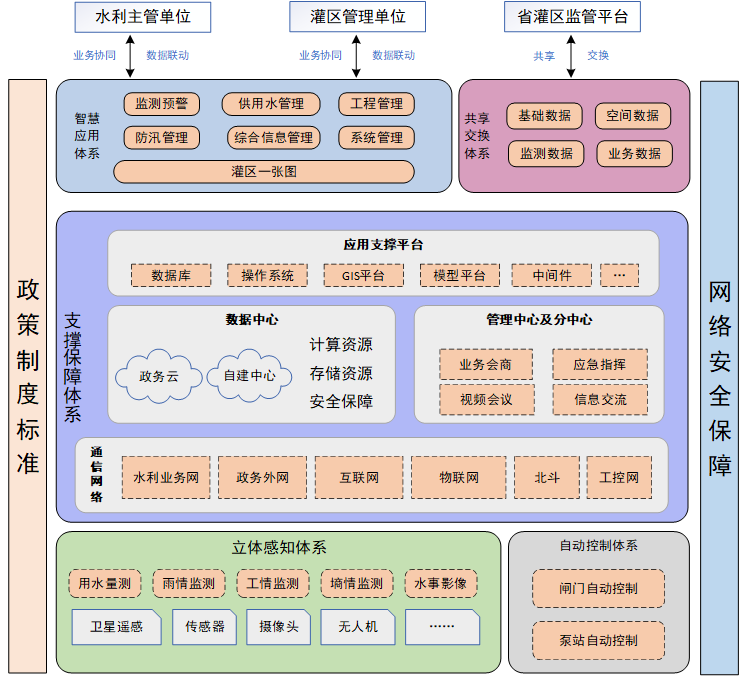 水利主管单位
灌区管理单位
省灌区监管平台
业务协同
数据联动
业务协同
数据联动
共享
交换
政策制度标准
智慧
应用
体系
监测预警
供用水管理
工程管理
防汛管理
综合信息管理
系统管理
灌区一张图
共享
交换
体系
基础数据
空间数据
监测数据
业务数据
网络安全保障
支撑保障体系
应用支撑平台
数据库
操作系统
GIS平台
模型平台
中间件
...
数据中心
政务云
自建中心
计算资源
存储资源
安全保障
管理中心及分中心
业务会商
应急指挥
视频会议
信息交流
通信网络
水利业务网
政务外网
互联网
物联网
北斗
工控网
立体感知体系
用水量测
雨情监测
工情监测
墒情监测
水事影像
卫星遥感
传感器
摄像头
无人机
……
自动控制体系
闸门自动控制
泵站自动控制